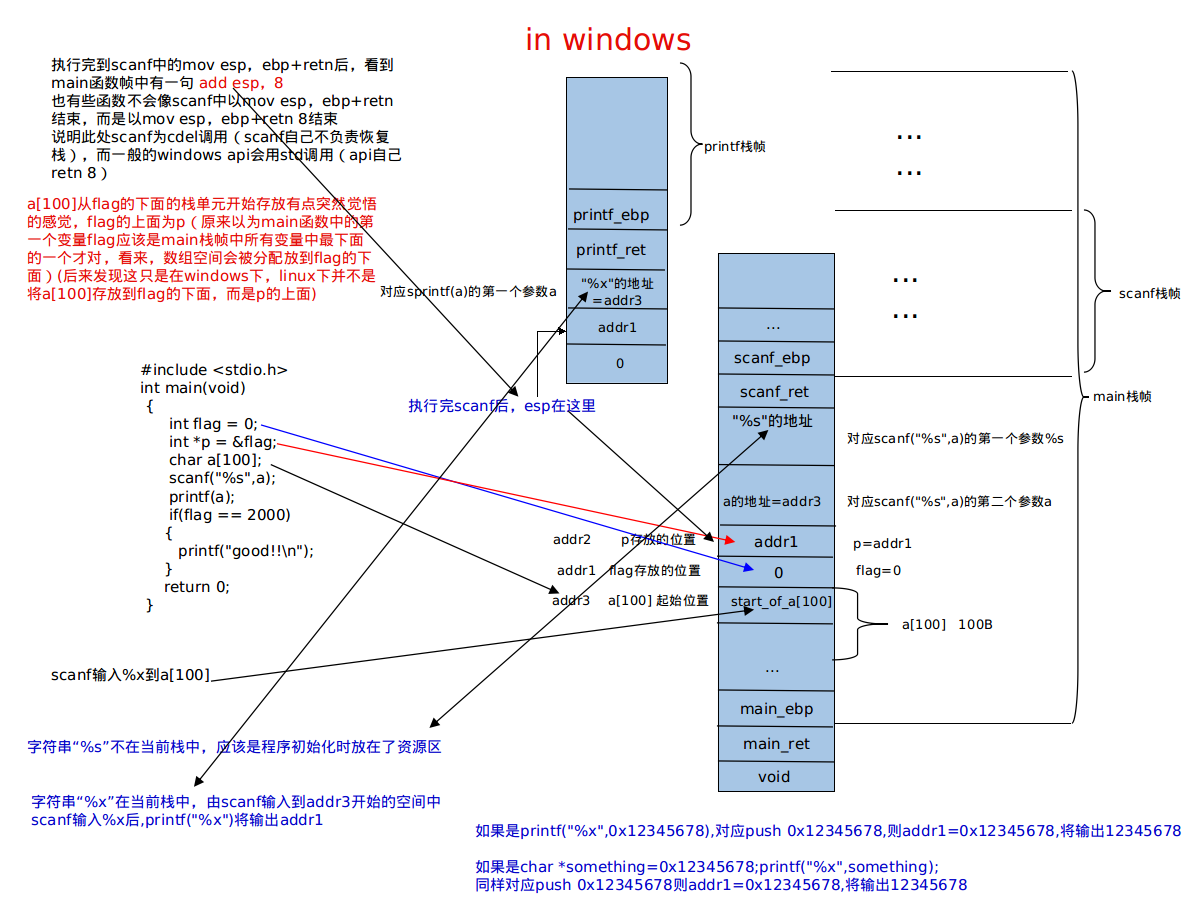 in windows
执行完到scanf中的mov esp，ebp+retn后，看到
main函数帧中有一句 add esp，8
也有些函数不会像scanf中以mov esp，ebp+retn
结束，而是以mov esp，ebp+retn 8结束
说明此处scanf为cdel调用（scanf自己不负责恢复
栈），而一般的windows api会用std调用（api自己
retn 8）
a[100]从flag的下面的栈单元开始存放有点突然觉悟
的感觉，flag的上面为p（原来以为main函数中的第
一个变量flag应该是main栈帧中所有变量中最下面
的一个才对，看来，数组空间会被分配放到flag的下
面）(后来发现这只是在windows下，linux下并不是
将a[100]存放到flag的下面，而是p的上面)
对应sprintf(a)的第一个参数a
printf_ebp
printf_ret
"%x"的地址
=addr3
addr1
0
printf栈帧
...
...
...
...
scanf栈帧
main栈帧
#include <stdio.h>
int main(void)
{
int flag = 0;
int *p = &flag;
char a[100];
scanf("%s",a);
printf(a);
if(flag == 2000)
{
printf("good!!\n");
}
return 0;
}
执行完scanf后，esp在这里
...
scanf_ebp
scanf_ret
"%s"的地址
对应scanf("%s",a)的第一个参数%s
a的地址=addr3
对应scanf("%s",a)的第二个参数a
addr2 p存放的位置
addr1
p=addr1
addr1 flag存放的位置
0
flag=0
addr3 a[100] 起始位置
start_of_a[100]
a[100] 100B
...
main_ebp
main_ret
void
scanf输入%x到a[100]
字符串“%s”不在当前栈中，应该是程序初始化时放在了资源区
字符串“%x”在当前栈中，由scanf输入到addr3开始的空间中
scanf输入%x后,printf("%x")将输出addr1
如果是printf("%x",0x12345678),对应push 0x12345678,则addr1=0x12345678,将输出12345678
如果是char *something=0x12345678;printf("%x",something);
同样对应push 0x12345678则addr1=0x12345678,将输出12345678